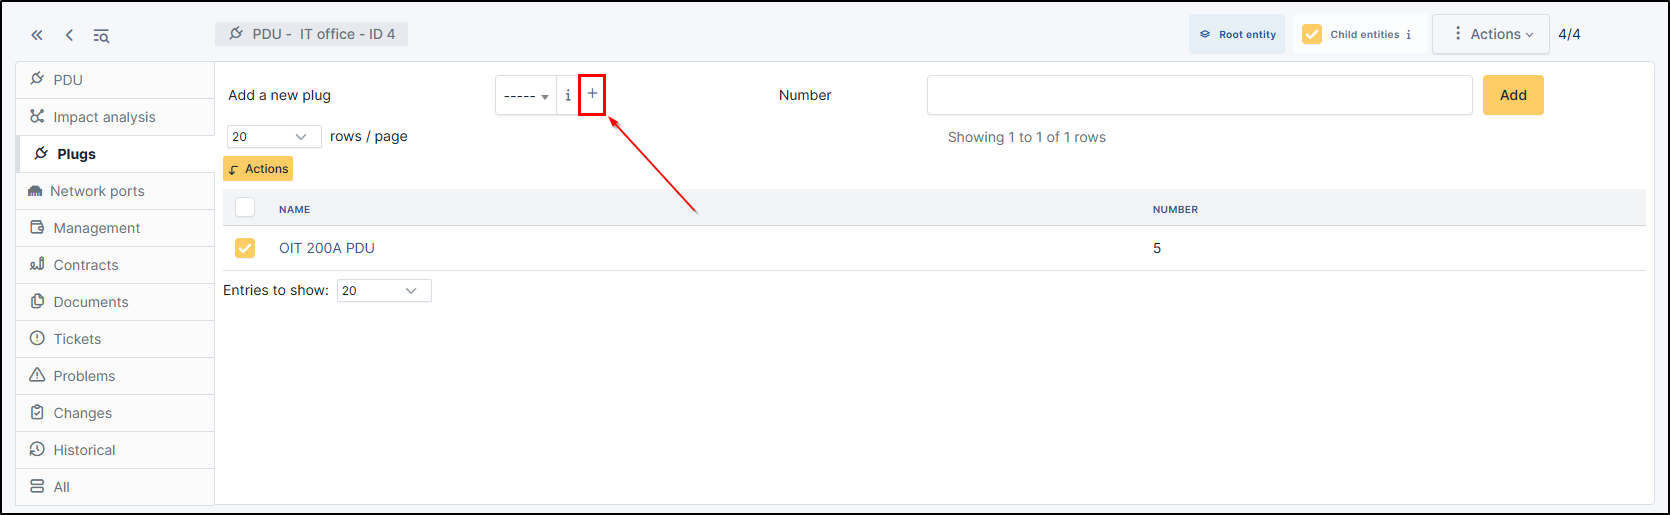 PDU - IT office - ID 4
Root entity
Child entities i
Actions
4/4
PDU
Impact analysis
Plugs
Network ports
Management
Contracts
Documents
Tickets
Problems
Changes
Historical
All
Add a new plug
-----
i
+
Number
Add
20 rows / page
Showing 1 to 1 of 1 rows
Actions
NAME NUMBER
OIT 200A PDU 5
Entries to show: 20